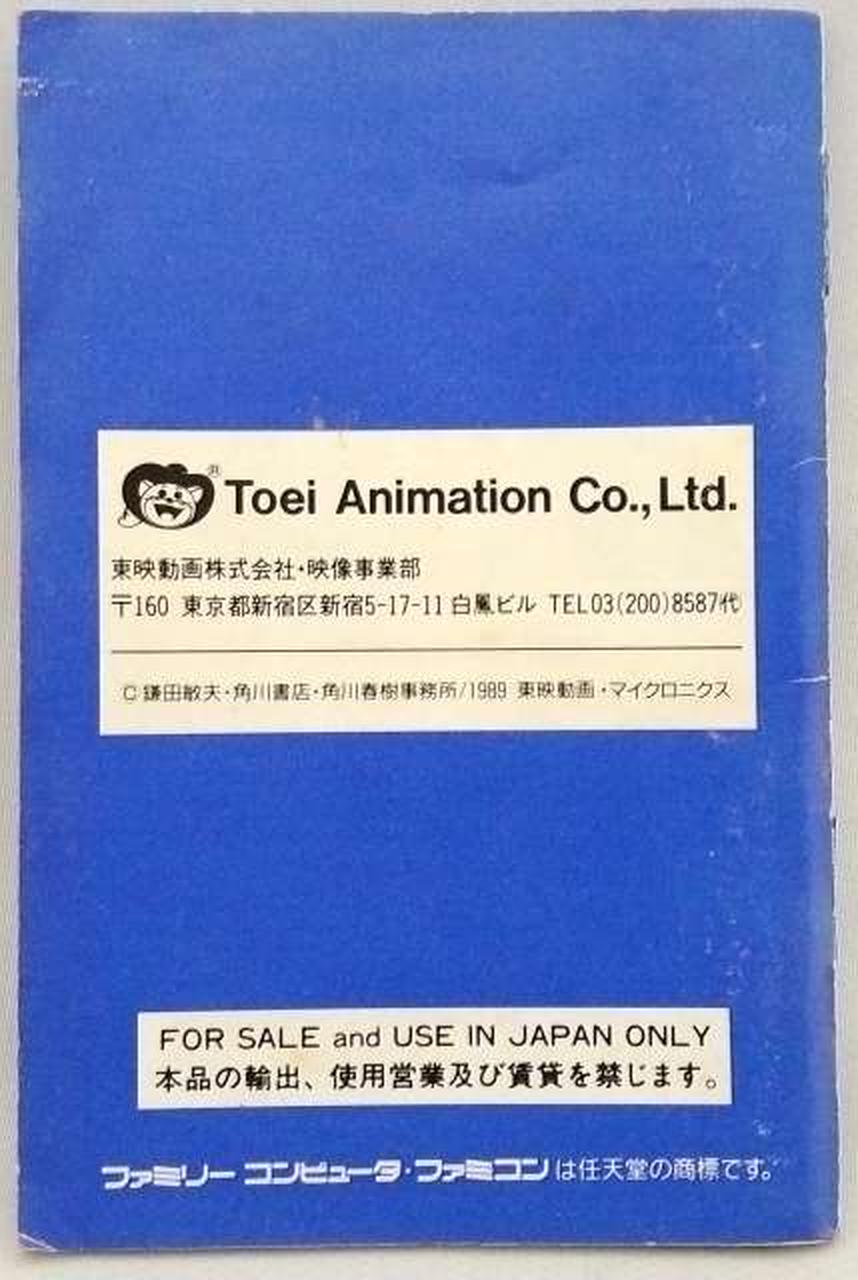 ® Toei Animation Co., Ltd.
東映動画株式会社・映像事業部
〒160 東京都新宿区新宿5-17-11 白鳳ビル TEL03(200)8587代
C 鎌田敏夫・角川書店・角川春樹事務所/1989 東映動画・マイクロニクス
FOR SALE and USE IN JAPAN ONLY
本品の輸出、使用営業及び賃貸を禁じます。
ファミリー コンピュータ・ファミコンは任天堂の商標です。